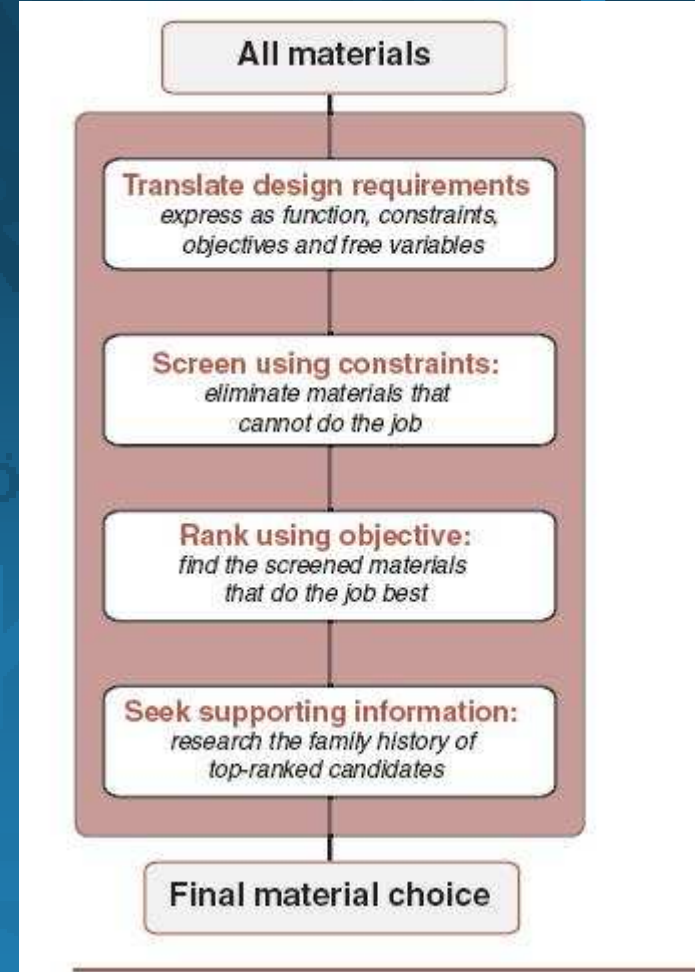 All materials
Translate design requirements
express as function, constraints,
objectives and free variables
Screen using constraints:
eliminate materials that
cannot do the job
Rank using objective:
find the screened materials
that do the job best
Seek supporting information:
research the family history of
top-ranked candidates
Final material choice